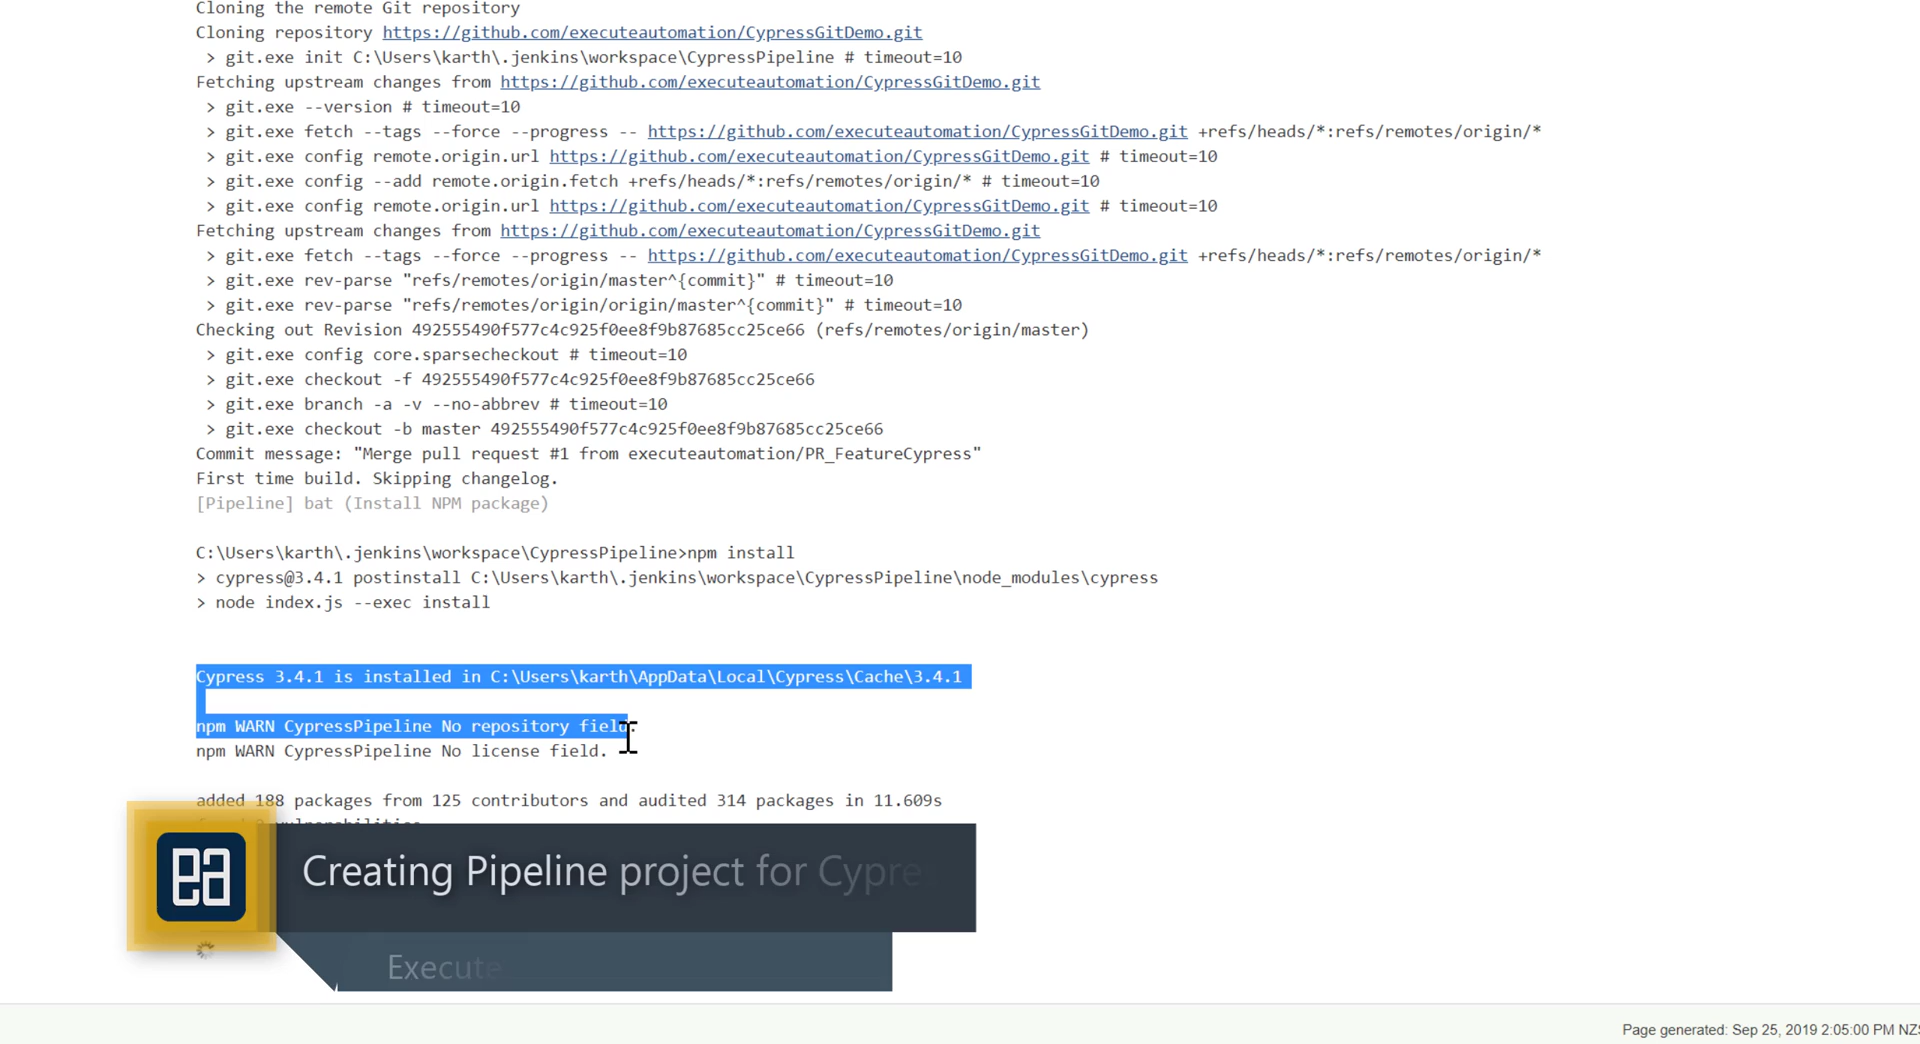 Cloning the remote Git repository
Cloning repository https://github.com/executeautomation/CypressGitDemo.git
> git.exe init C:\Users\karth\.jenkins\workspace\CypressPipeline # timeout=10
Fetching upstream changes from https://github.com/executeautomation/CypressGitDemo.git
> git.exe --version # timeout=10
> git.exe fetch --tags --force --progress -- https://github.com/executeautomation/CypressGitDemo.git +refs/heads/*:refs/remotes/origin/*
> git.exe config remote.origin.url https://github.com/executeautomation/CypressGitDemo.git # timeout=10
> git.exe config --add remote.origin.fetch +refs/heads/*:refs/remotes/origin/* # timeout=10
> git.exe config remote.origin.url https://github.com/executeautomation/CypressGitDemo.git # timeout=10
Fetching upstream changes from https://github.com/executeautomation/CypressGitDemo.git
> git.exe fetch --tags --force --progress -- https://github.com/executeautomation/CypressGitDemo.git +refs/heads/*:refs/remotes/origin/*
> git.exe rev-parse "refs/remotes/origin/master^{commit}" # timeout=10
> git.exe rev-parse "refs/remotes/origin/origin/master^{commit}" # timeout=10
Checking out Revision 492555490f577c4c925f0ee8f9b87685cc25ce66 (refs/remotes/origin/master)
> git.exe config core.sparsecheckout # timeout=10
> git.exe checkout -f 492555490f577c4c925f0ee8f9b87685cc25ce66
> git.exe branch -a -v --no-abbrev # timeout=10
> git.exe checkout -b master 492555490f577c4c925f0ee8f9b87685cc25ce66
Commit message: "Merge pull request #1 from executeautomation/PR_FeatureCypress"
First time build. Skipping changelog.
[Pipeline] bat (Install NPM package)
C:\Users\karth\.jenkins\workspace\CypressPipeline>npm install
> cypress@3.4.1 postinstall C:\Users\karth\.jenkins\workspace\CypressPipeline\node_modules\cypress
> node index.js --exec install
Cypress 3.4.1 is installed in C:\Users\karth\AppData\Local\Cypress\Cache\3.4.1
npm WARN CypressPipeline No repository field.
npm WARN CypressPipeline No license field.
added 188 packages from 125 contributors and audited 314 packages in 11.609s
ea
Creating Pipeline project for Cypre
Execute
Page generated: Sep 25, 2019 2:05:00 PM NZS